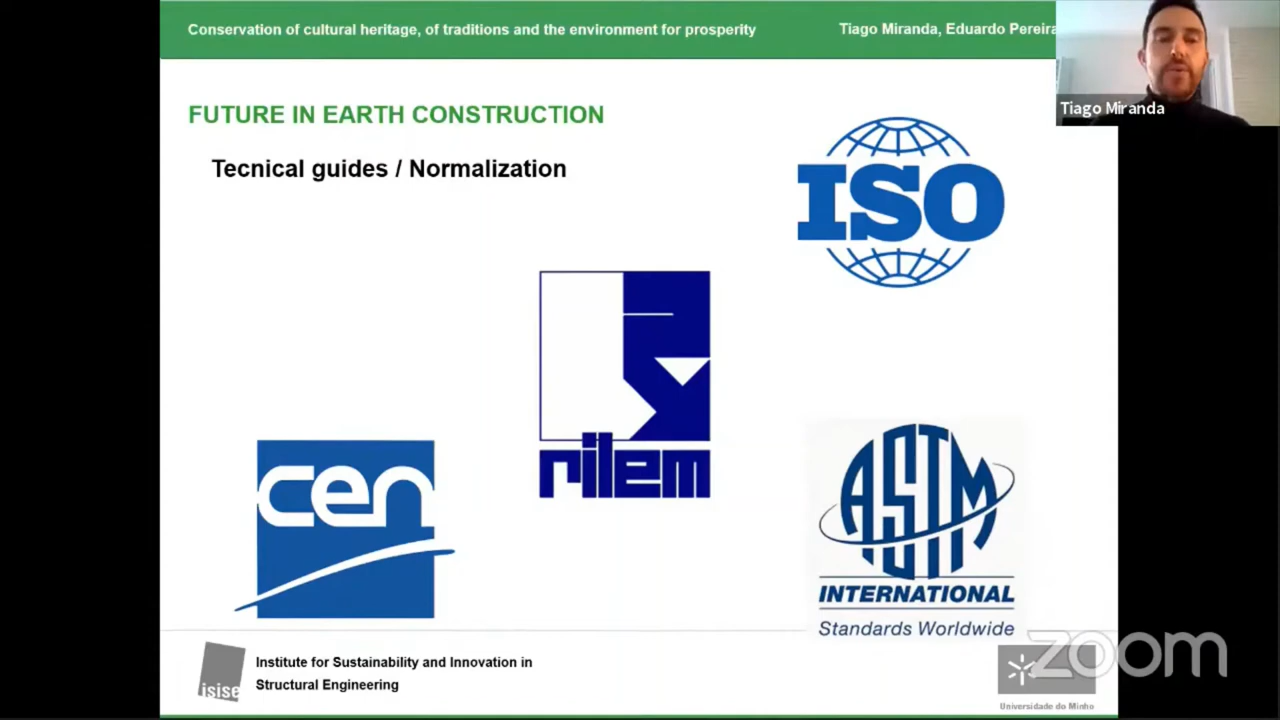 Conservation of cultural heritage, of traditions and the environment for prosperity
Tiago Miranda, Eduardo Pereira
Tiago Miranda
FUTURE IN EARTH CONSTRUCTION
Tecnical guides / Normalization
ISO
rilem
cen
ASTM
INTERNATIONAL
Standards Worldwide
isise
Institute for Sustainability and Innovation in
Structural Engineering
zoom
Universidade do Minho